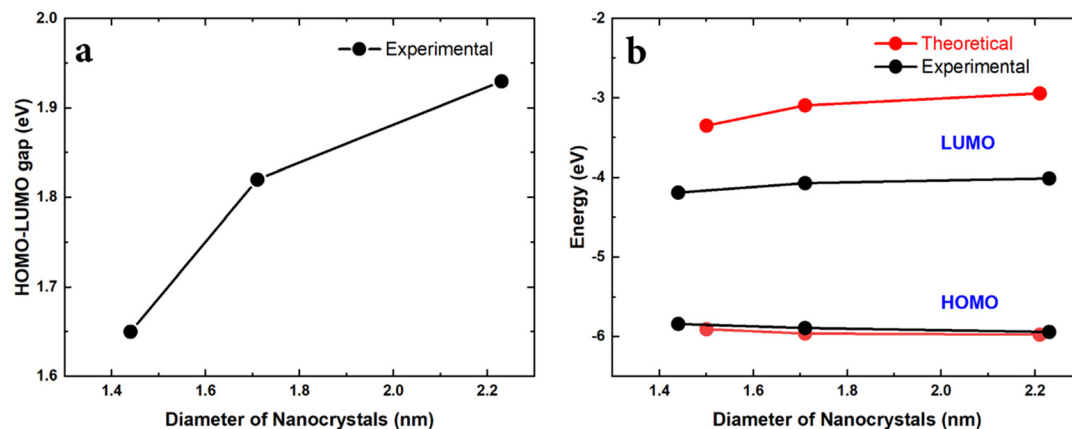 a
Experimental
HOMO-LUMO gap (eV)
2.0
1.9
1.8
1.7
1.6
1.4
1.6
1.8
2.0
2.2
Diameter of Nanocrystals (nm)
b
Theoretical
Experimental
LUMO
HOMO
Energy (eV)
-2
-3
-4
-5
-6
1.4
1.6
1.8
2.0
2.2
Diameter of Nanocrystals (nm)